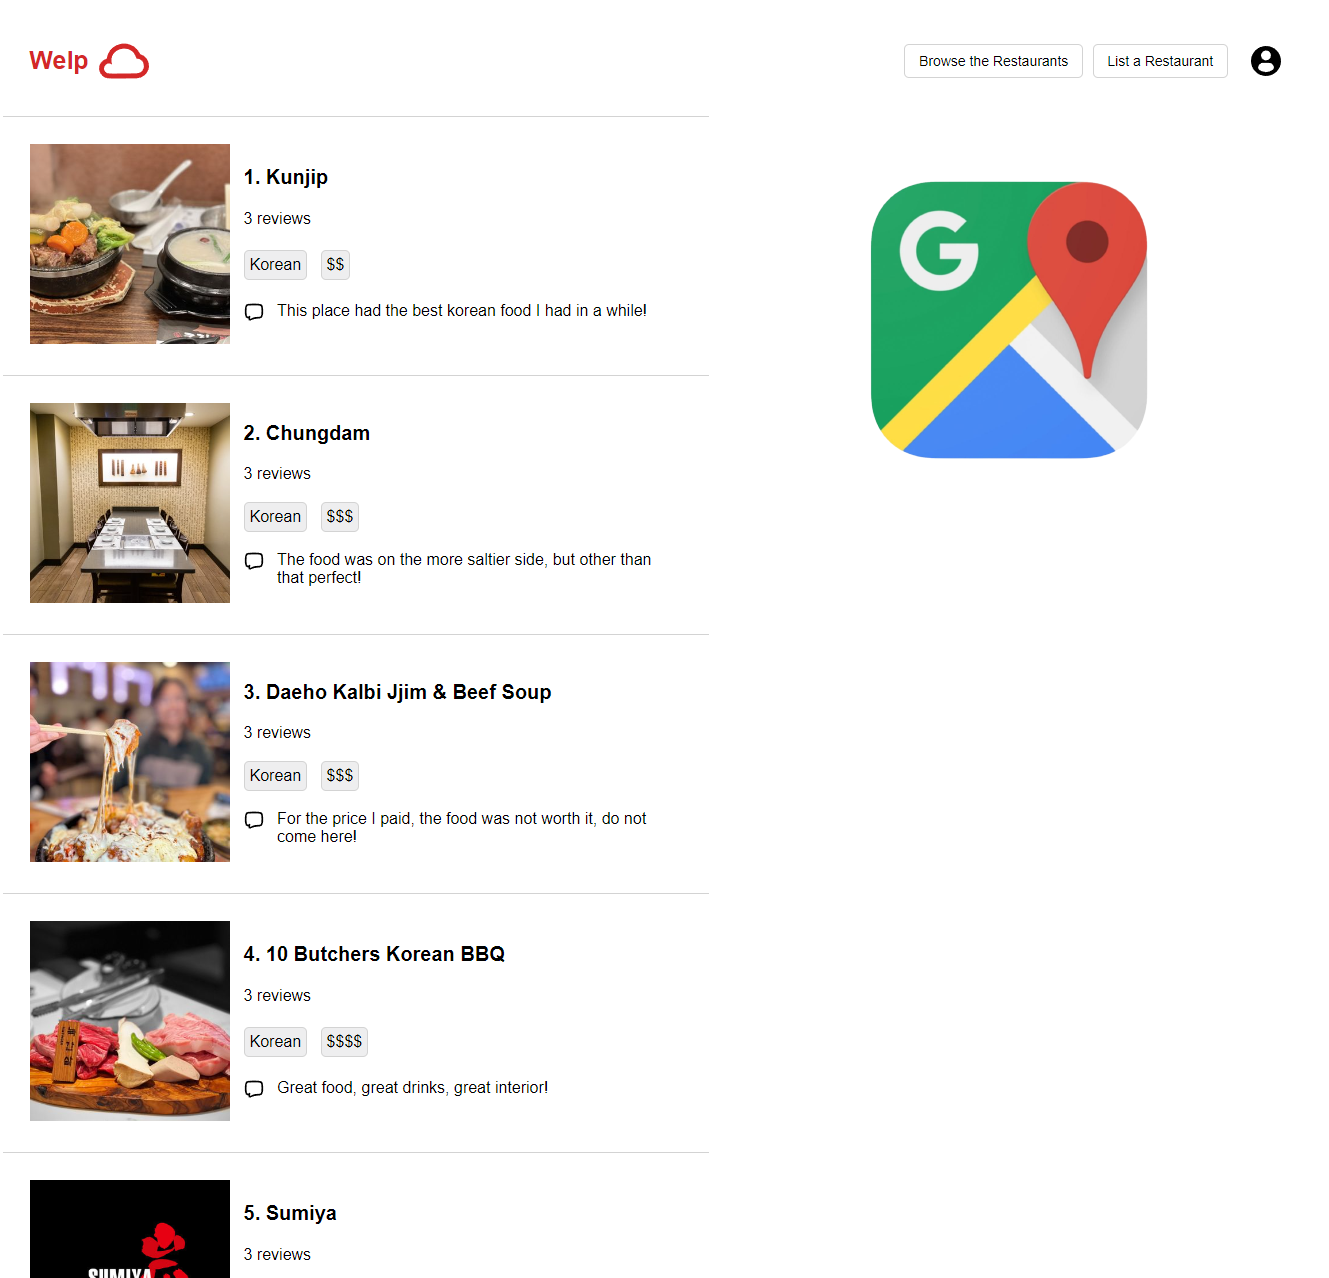 Welp
Browse the Restaurants
List a Restaurant
1. Kunjip
3 reviews
Korean
$$
This place had the best korean food I had in a while!
G
2. Chungdam
3 reviews
Korean
$$$
The food was on the more saltier side, but other than
that perfect!
3. Daeho Kalbi Jjim & Beef Soup
3 reviews
Korean
$$$
For the price I paid, the food was not worth it, do not
come here!
4. 10 Butchers Korean BBQ
3 reviews
Korean
$$$$
Great food, great drinks, great interior!
5. Sumiya
3 reviews
SUMIYA